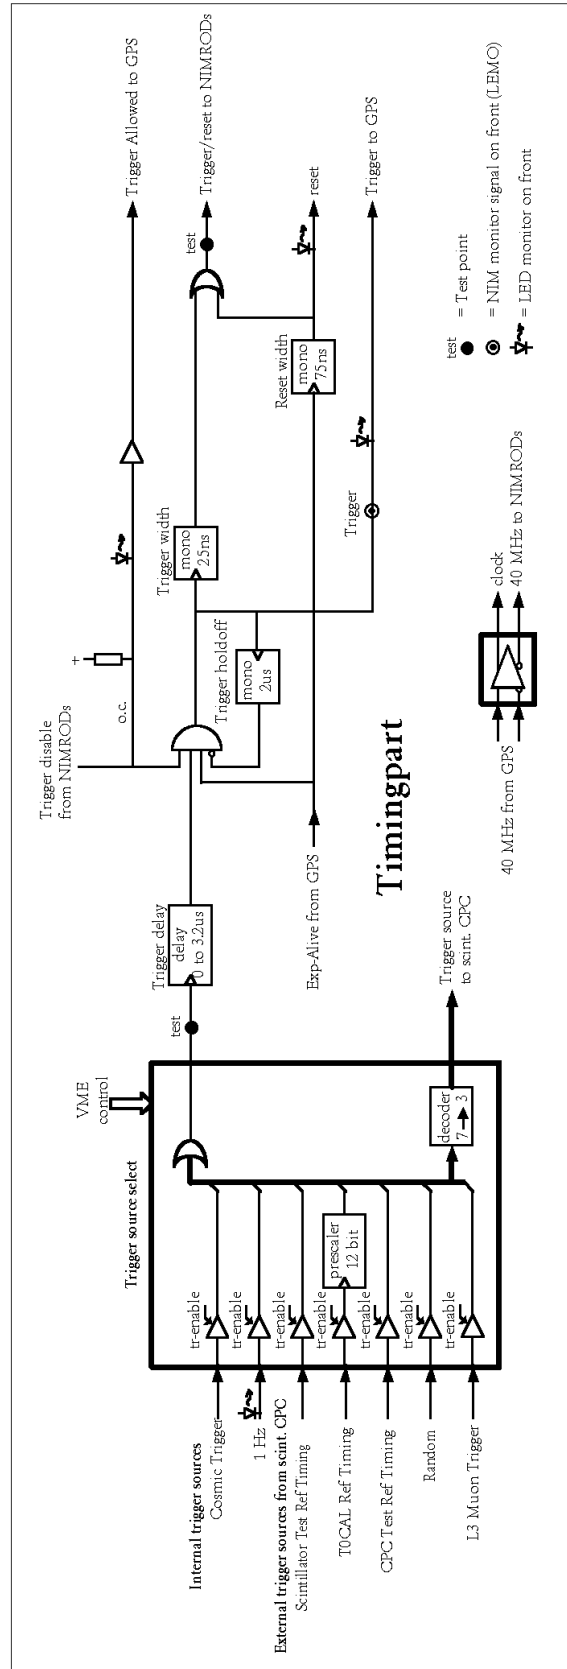 VME
control
Trigger source select
Internal trigger sources
Cosmic Trigger
tr-enable
1 Hz
tr-enable
External trigger sources from scint. CPC
Scintillator Test Ref Timing
tr-enable
T0CAL Ref Timing
tr-enable
prescaler
12 bit
CPC Test Ref Timing
tr-enable
Random
tr-enable
L3 Muon Trigger
tr-enable
decoder
7 3
Trigger source
to scint. CPC
test
Trigger delay
delay
0 to 3.2us
Exp-Alive from GPS
Trigger disable
from NIMRODs
o.c.
+
Trigger holdoff
mono
2us
Trigger width
mono
25ns
Reset width
mono
75ns
Trigger
test
Trigger Allowed to GPS
Trigger/reset to NIMRODs
reset
Trigger to GPS
Timingpart
40 MHz from GPS
clock
40 MHz to NIMRODs
test
= Test point
= NIM monitor signal on front (LEMO)
= LED monitor on front